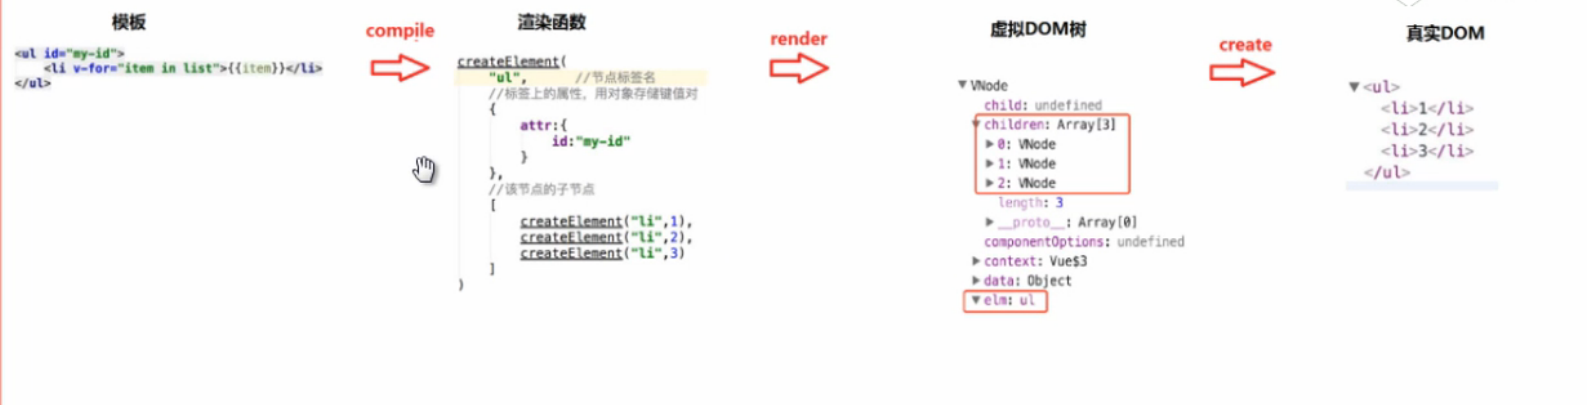 模板
<ul id="my-id">
<li v-for="item in list">{{item}}</li>
</ul>
compile
渲染函数
createElement(
"ul", //节点标签名
//标签上的属性，用对象存储键值对
{
attr:{
id:"my-id"
}
},
//该节点的子节点
[
createElement("li",1),
createElement("li",2),
createElement("li",3)
]
)
render
虚拟DOM树
▼ VNode
child: undefined
▼ children: Array[3]
▶ 0: VNode
▶ 1: VNode
▶ 2: VNode
length: 3
▶ __proto__: Array[0]
componentOptions: undefined
▶ context: Vue$3
▶ data: Object
▼ elm: ul
create
真实DOM
▼<ul>
<li>1</li>
<li>2</li>
<li>3</li>
</ul>